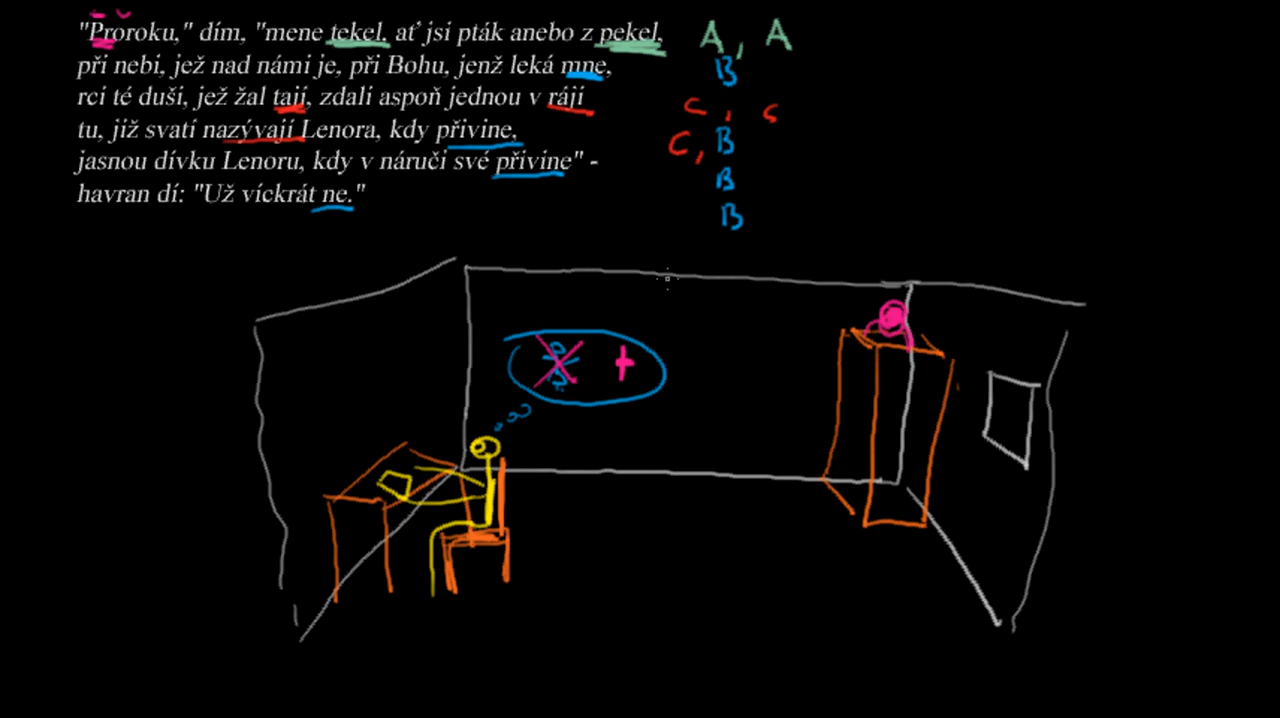 "Proroku," dím, "mene tekel, ať jsi pták anebo z pekel, A, A
při nebi, jež nad námi je, při Bohu, jenž leká mne, B
rci té duši, jež žal tají, zdali aspoň jednou v ráji C, C
tu, již svatí nazývají Lenora, kdy přivine, C, B
jasnou dívku Lenoru, kdy v náručí své přivine" - B
havran dí: "Už víckrát ne." B